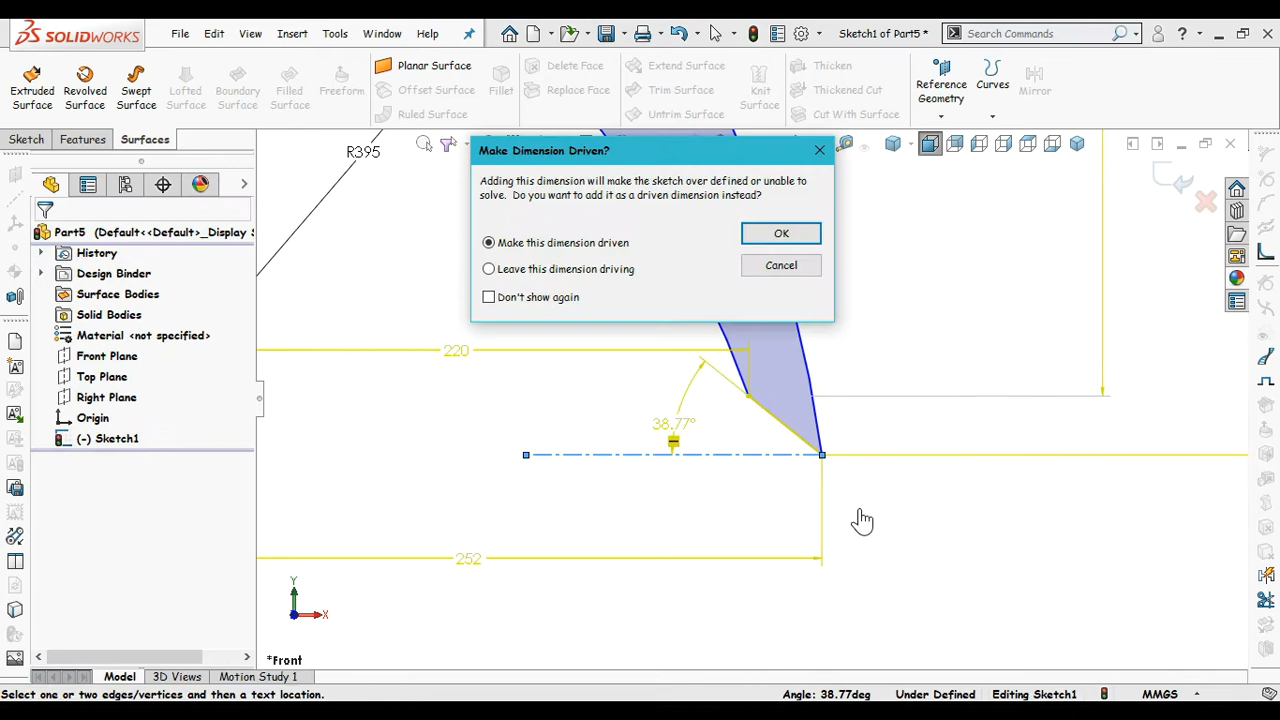 SOLIDWORKS File Edit View Insert Tools Window Help Sketch1 of Part5 * Search Commands ?
Extruded Surface Revolved Surface Swept Surface Lofted Surface Boundary Surface Filled Surface Freeform Planar Surface Offset Surface Ruled Surface Fillet Delete Face Replace Face Extend Surface Trim Surface Untrim Surface Knit Surface Thicken Thickened Cut Cut With Surface Reference Geometry Curves Mirror
Sketch Features Surfaces
Part5 (Default<<Default>_Display S
History
Design Binder
Surface Bodies
Solid Bodies
Material <not specified>
Front Plane
Top Plane
Right Plane
Origin
(-) Sketch1
R395
Make Dimension Driven?
Adding this dimension will make the sketch over defined or unable to
solve. Do you want to add it as a driven dimension instead?
Make this dimension driven
Leave this dimension driving
Don't show again
OK
Cancel
220
38.77°
252
Y
X
*Front
Model 3D Views Motion Study 1
Select one or two edges/vertices and then a text location. Angle: 38.77deg Under Defined Editing Sketch1 MMGS